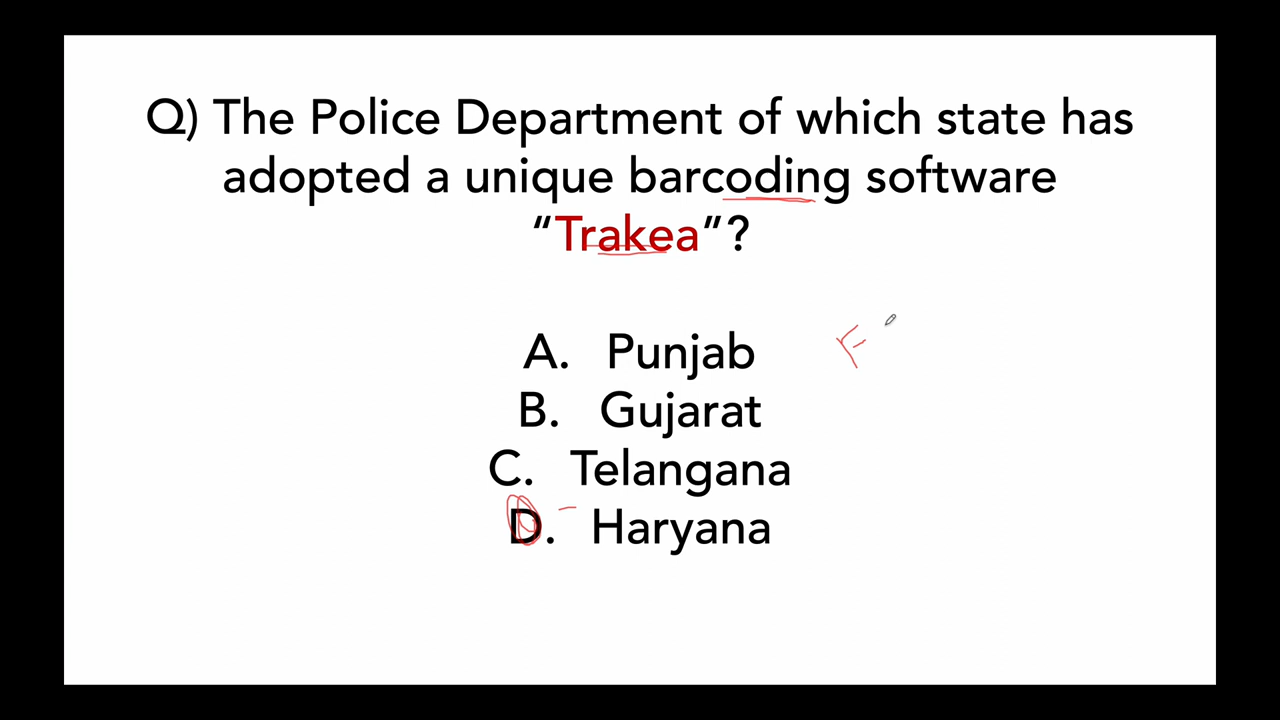 Q) The Police Department of which state has
adopted a unique barcoding software
“Trakea”?
A. Punjab
F
B. Gujarat
C. Telangana
D. Haryana